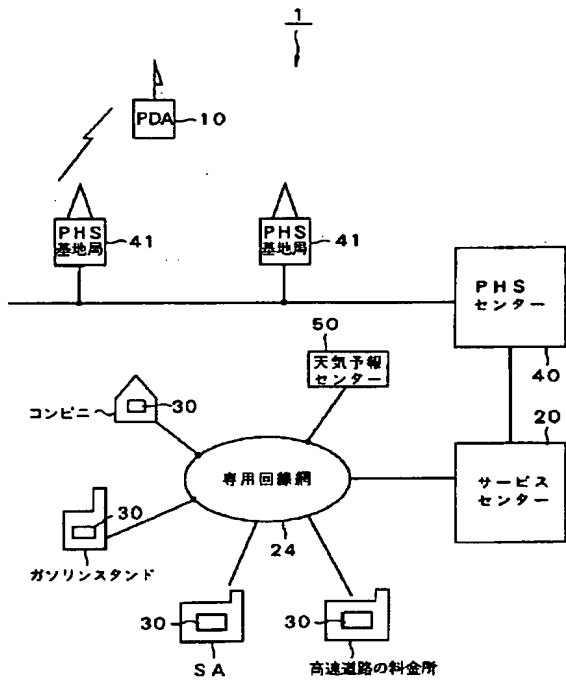 1
PDA
10
PHS
基地局
41
PHS
基地局
41
PHS
センター
40
50
天気予報
センター
20
サービス
センター
コンビニ
30
専用回線網
24
30
ガソリンスタンド
30
SA
30
高速道路の料金所